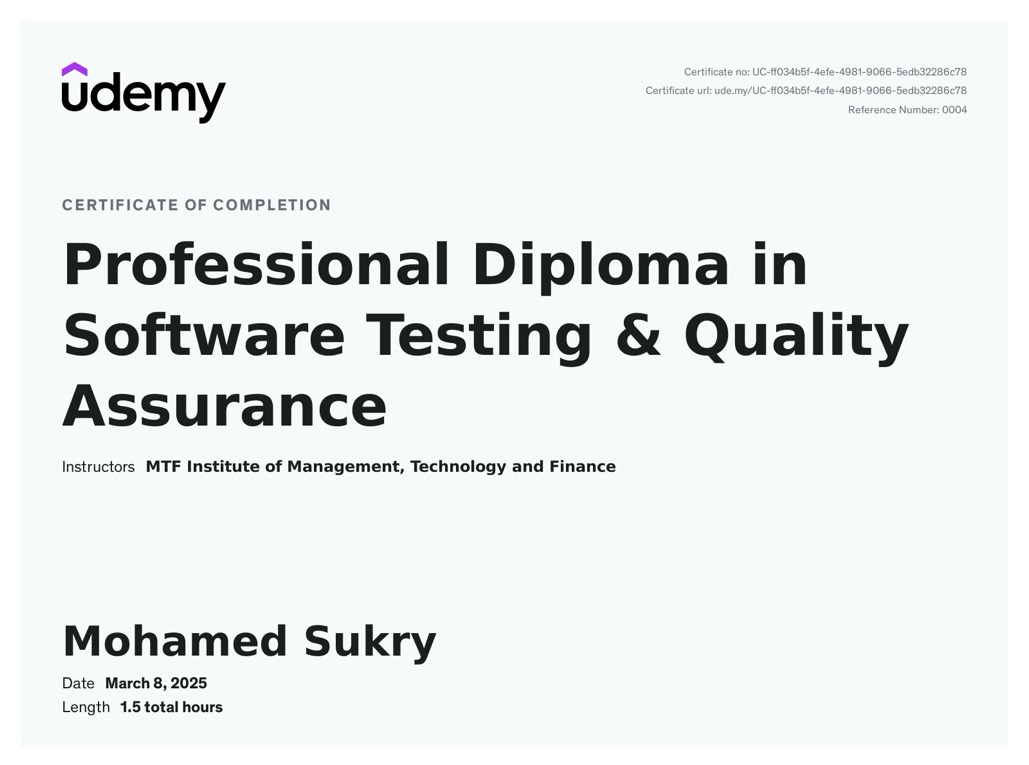 udemy
Certificate no: UC-ff034b5f-4efe-4981-9066-5edb32286c78
Certificate url: ude.my/UC-ff034b5f-4efe-4981-9066-5edb32286c78
Reference Number: 0004
CERTIFICATE OF COMPLETION
Professional Diploma in
Software Testing & Quality
Assurance
Instructors MTF Institute of Management, Technology and Finance
Mohamed Sukry
Date March 8, 2025
Length 1.5 total hours